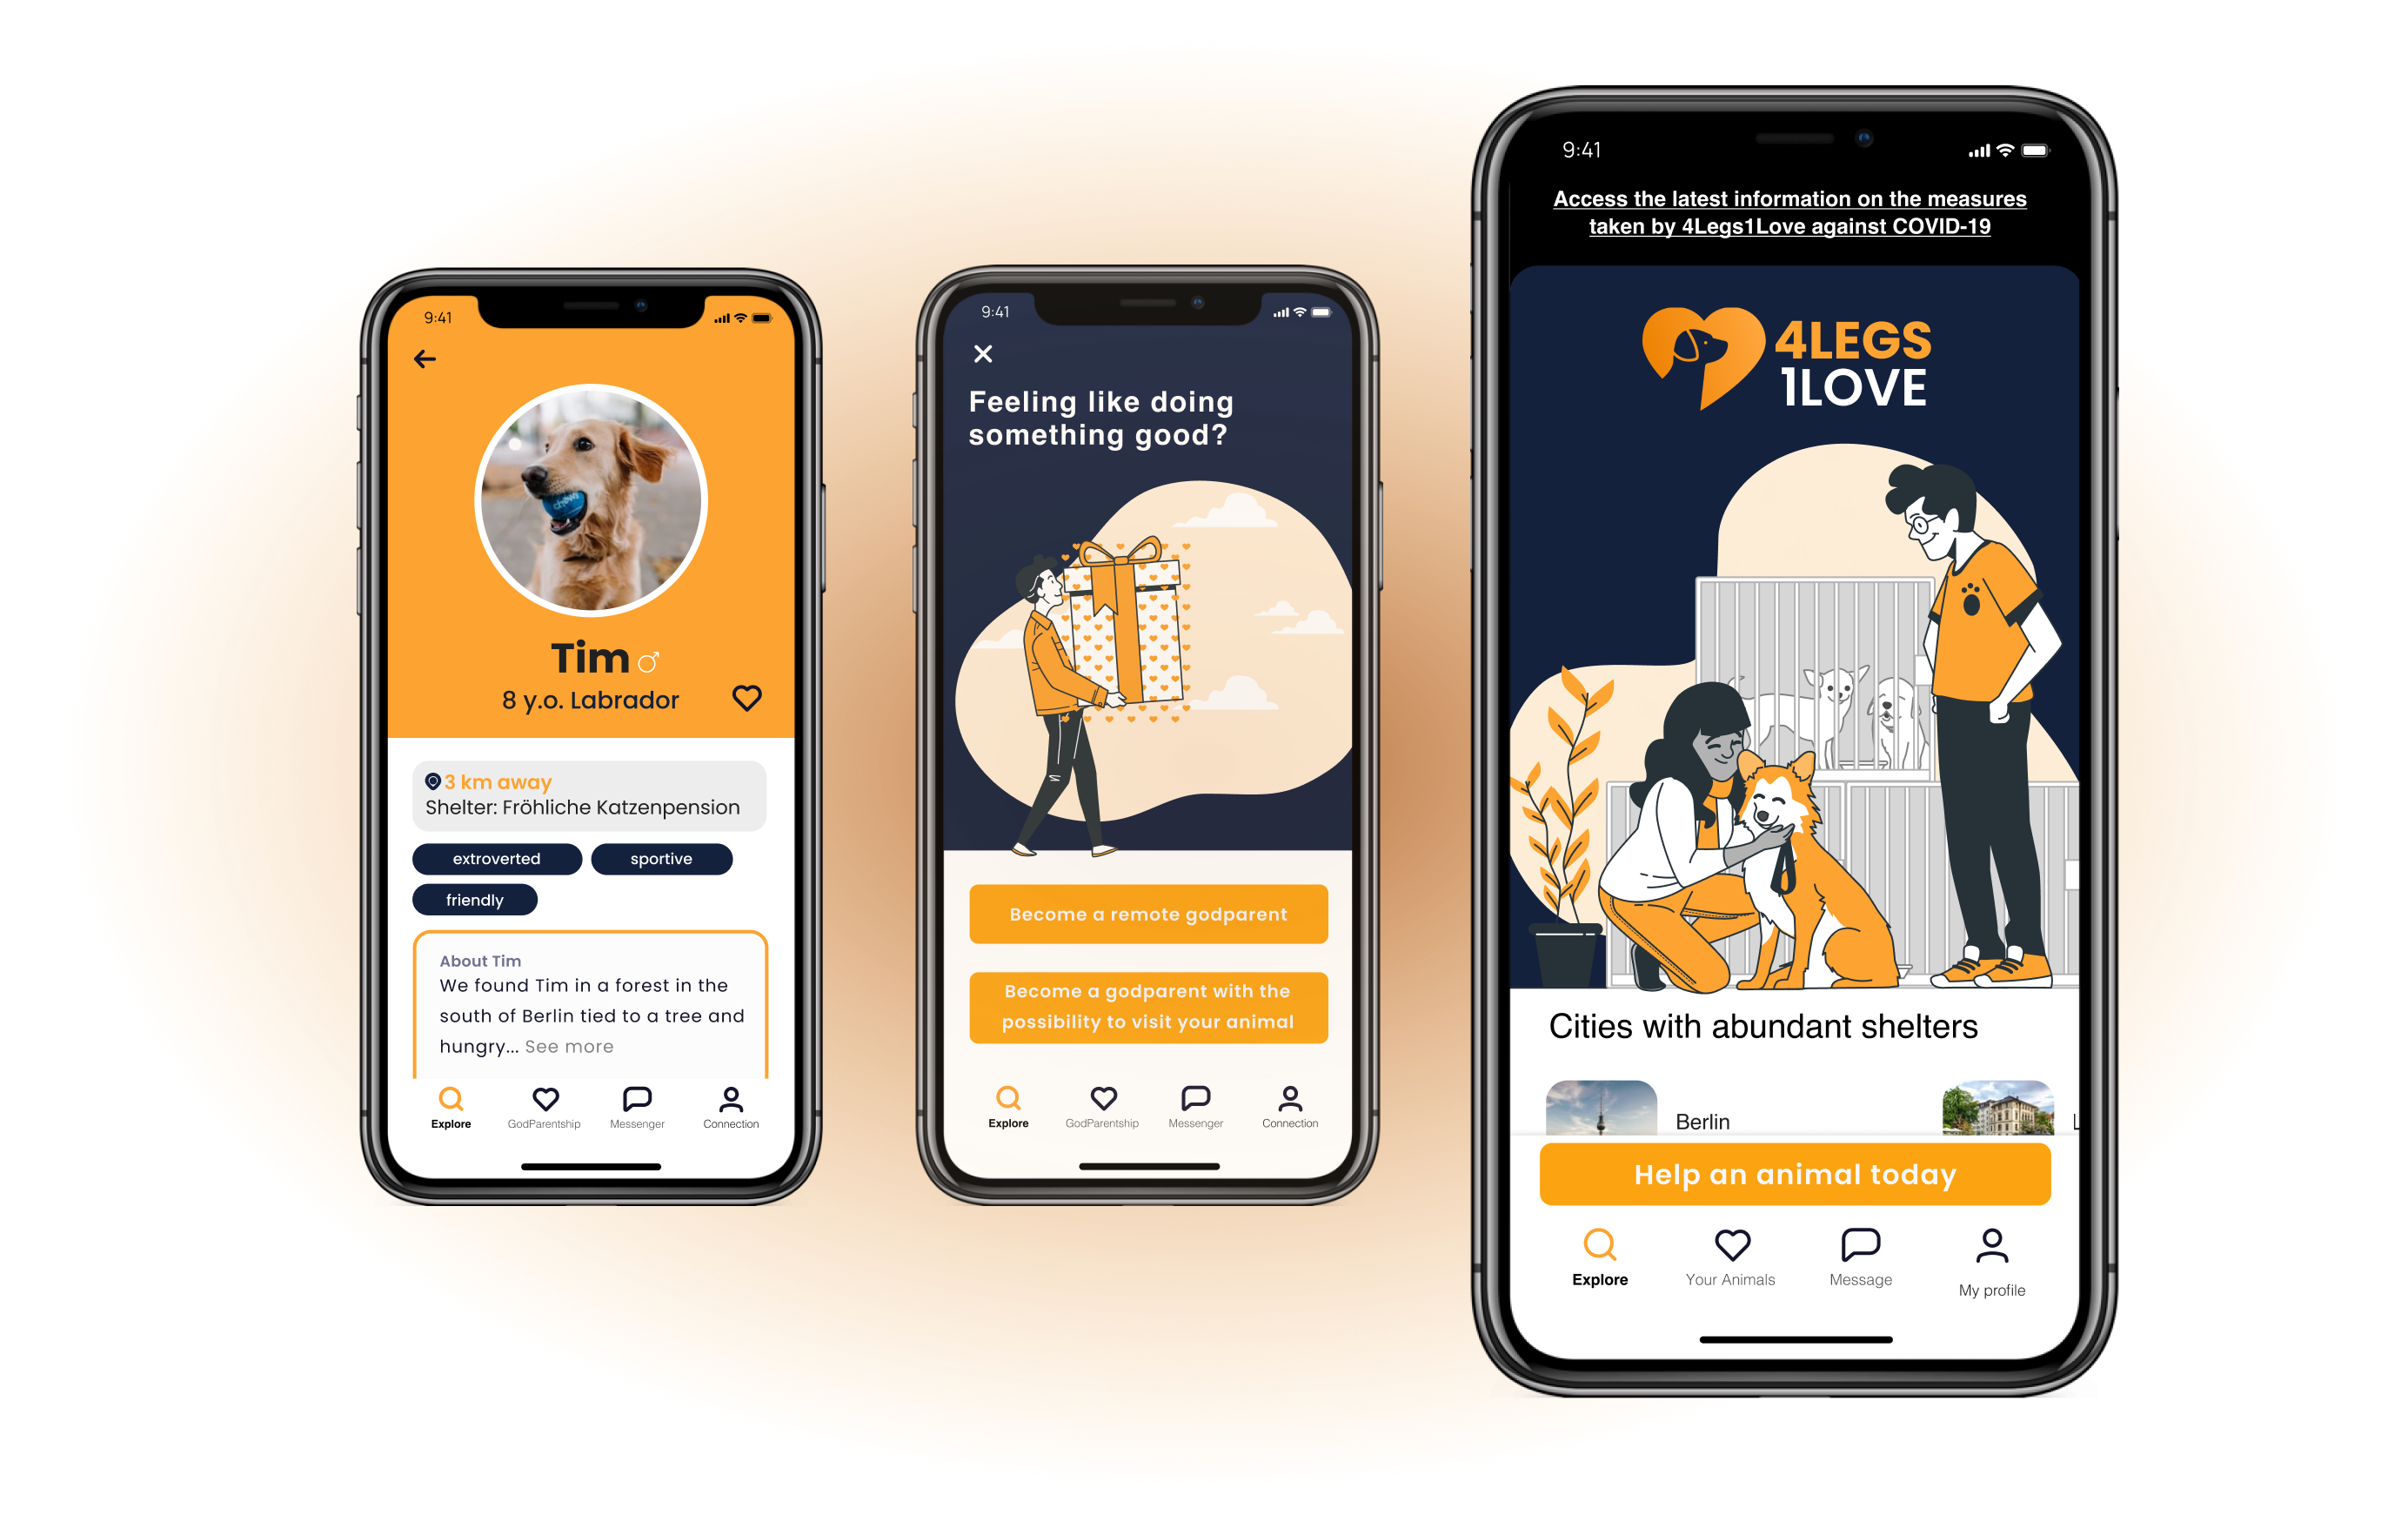 9:41
Tim ♂
8 y.o. Labrador
3 km away
Shelter: Fröhliche Katzenpension
extroverted
sportive
friendly
About Tim
We found Tim in a forest in the
south of Berlin tied to a tree and
hungry... See more
Explore
GodParentship
Messenger
Connection
9:41
Feeling like doing
something good?
Become a remote godparent
Become a godparent with the
possibility to visit your animal
Explore
GodParentship
Messenger
Connection
9:41
Access the latest information on the measures
taken by 4Legs1Love against COVID-19
4LEGS
1LOVE
Cities with abundant shelters
Berlin
Help an animal today
Explore
Your Animals
Message
My profile